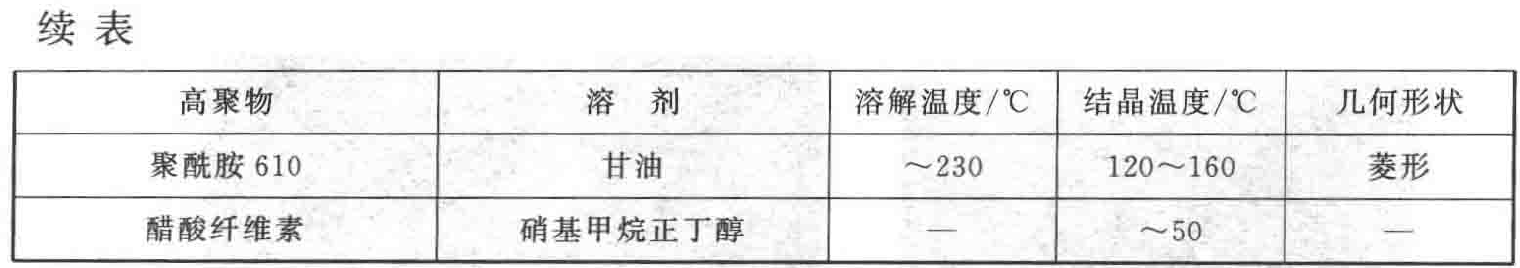 续 表
高聚物 溶 剂 溶解温度/℃ 结晶温度/℃ 几何形状
聚酰胺 610 甘油 ～230 120～160 菱形
醋酸纤维素 硝基甲烷正丁醇 — ～50 —